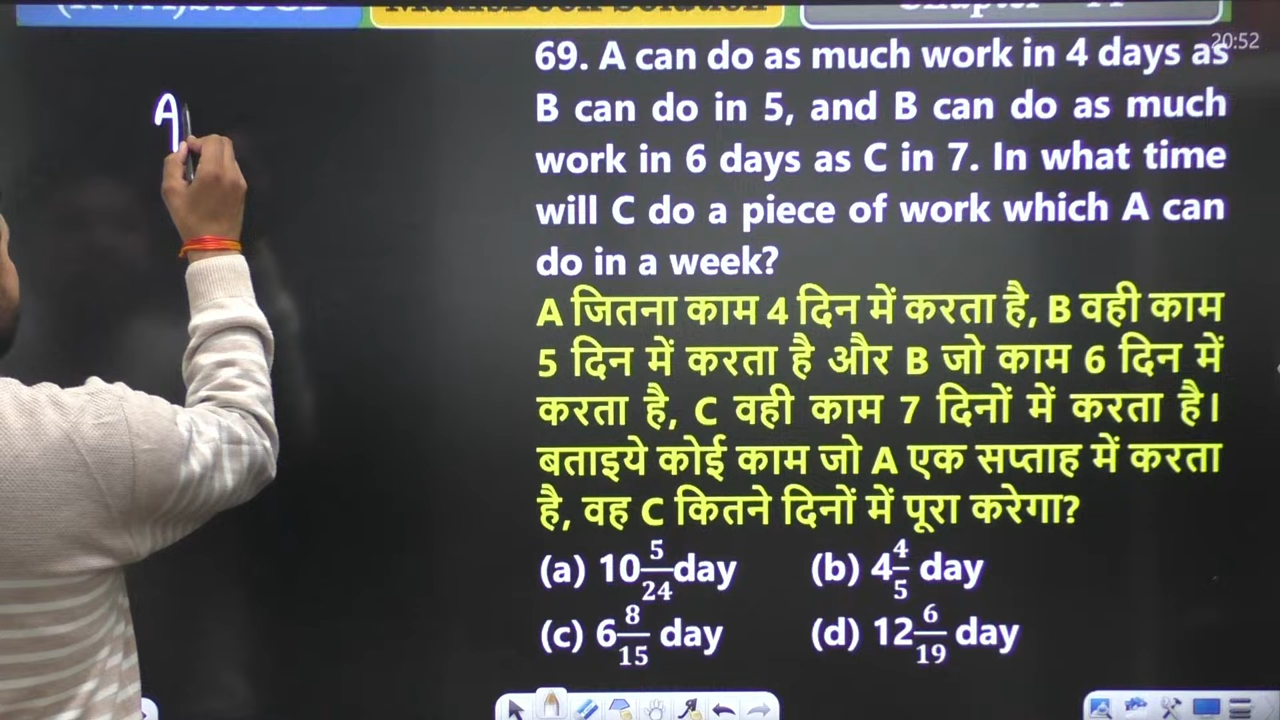 20:52
A
69. A can do as much work in 4 days as
B can do in 5, and B can do as much
work in 6 days as C in 7. In what time
will C do a piece of work which A can
do in a week?
A जितना काम 4 दिन में करता है, B वही काम
5 दिन में करता है और B जो काम 6 दिन में
करता है, C वही काम 7 दिनों में करता है।
बताइये कोई काम जो A एक सप्ताह में करता
है, वह C कितने दिनों में पूरा करेगा?
(a) 10 5/24 day (b) 4 4/5 day
(c) 6 8/15 day (d) 12 6/19 day